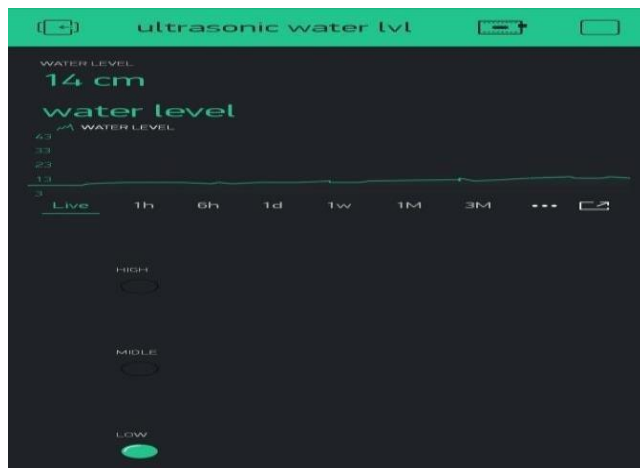 ultrasonic water lvl
WATER LEVEL
14 cm
water level
WATER LEVEL
43
33
23
13
3
Live 1h 6h 1d 1w 1M 3M ...
HIGH
MIDLE
LOW